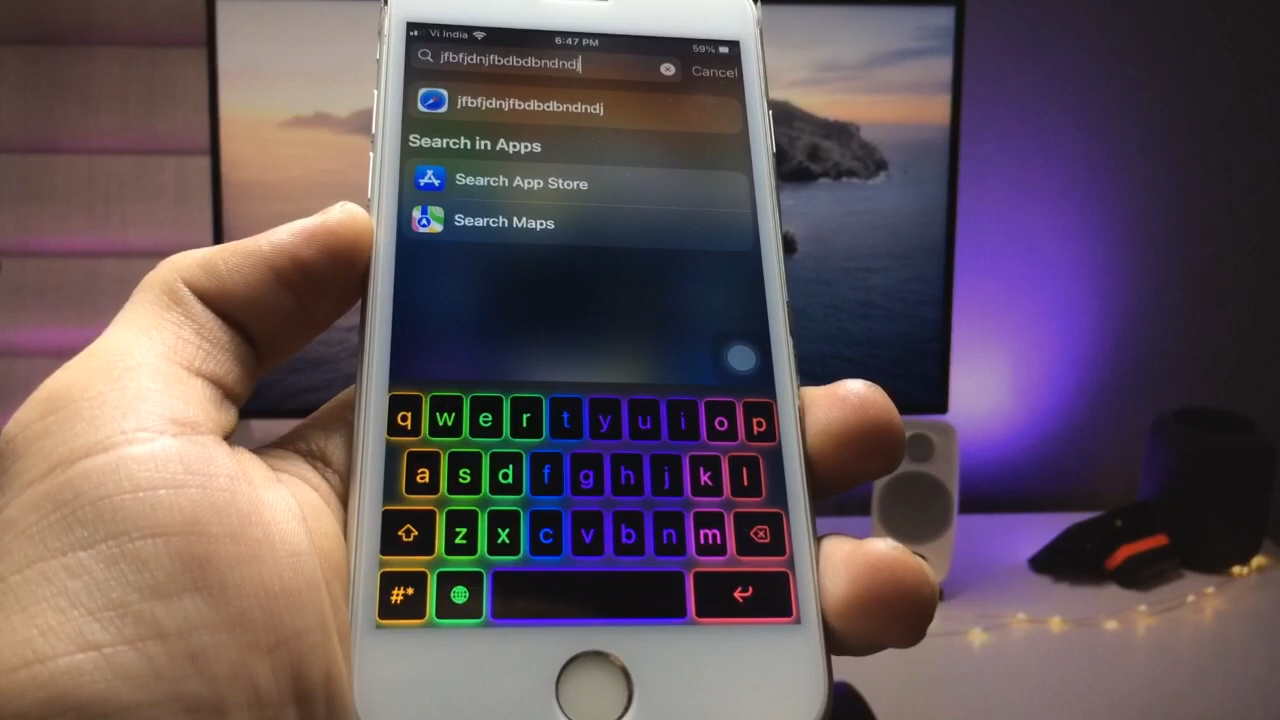 Vi India 6:47 PM 59%
jfbfjdnjfbdbdbndndj Cancel
jfbfjdnjfbdbdbndndj
Search in Apps
Search App Store
Search Maps
q w e r t y u i o p
a s d f g h j k l
z x c v b n m
#*